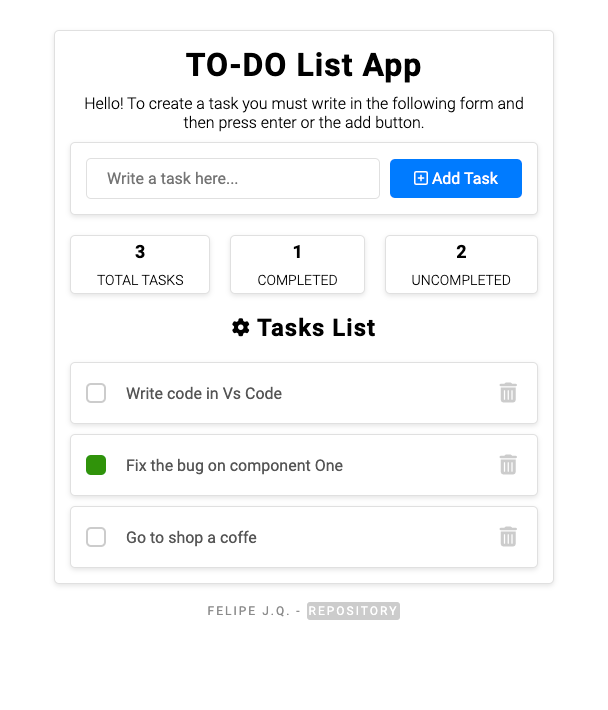 TO-DO List App
Hello! To create a task you must write in the following form and
then press enter or the add button.
Write a task here...
Add Task
3
TOTAL TASKS
1
COMPLETED
2
UNCOMPLETED
Tasks List
Write code in Vs Code
Fix the bug on component One
Go to shop a coffe
FELIPE J.Q. - REPOSITORY